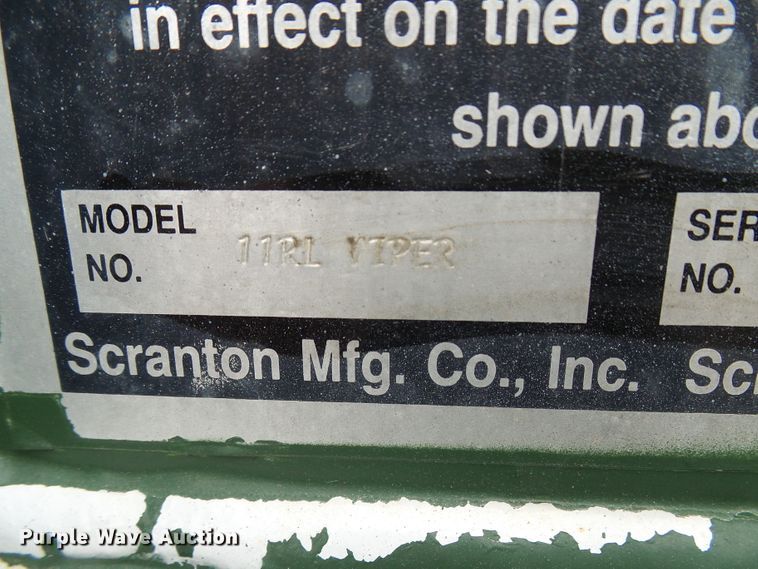 in effect on the date
shown abo
MODEL NO. 11RL VIPER
SER
NO.
Scranton Mfg. Co., Inc. Sc
Purple Wave Auction